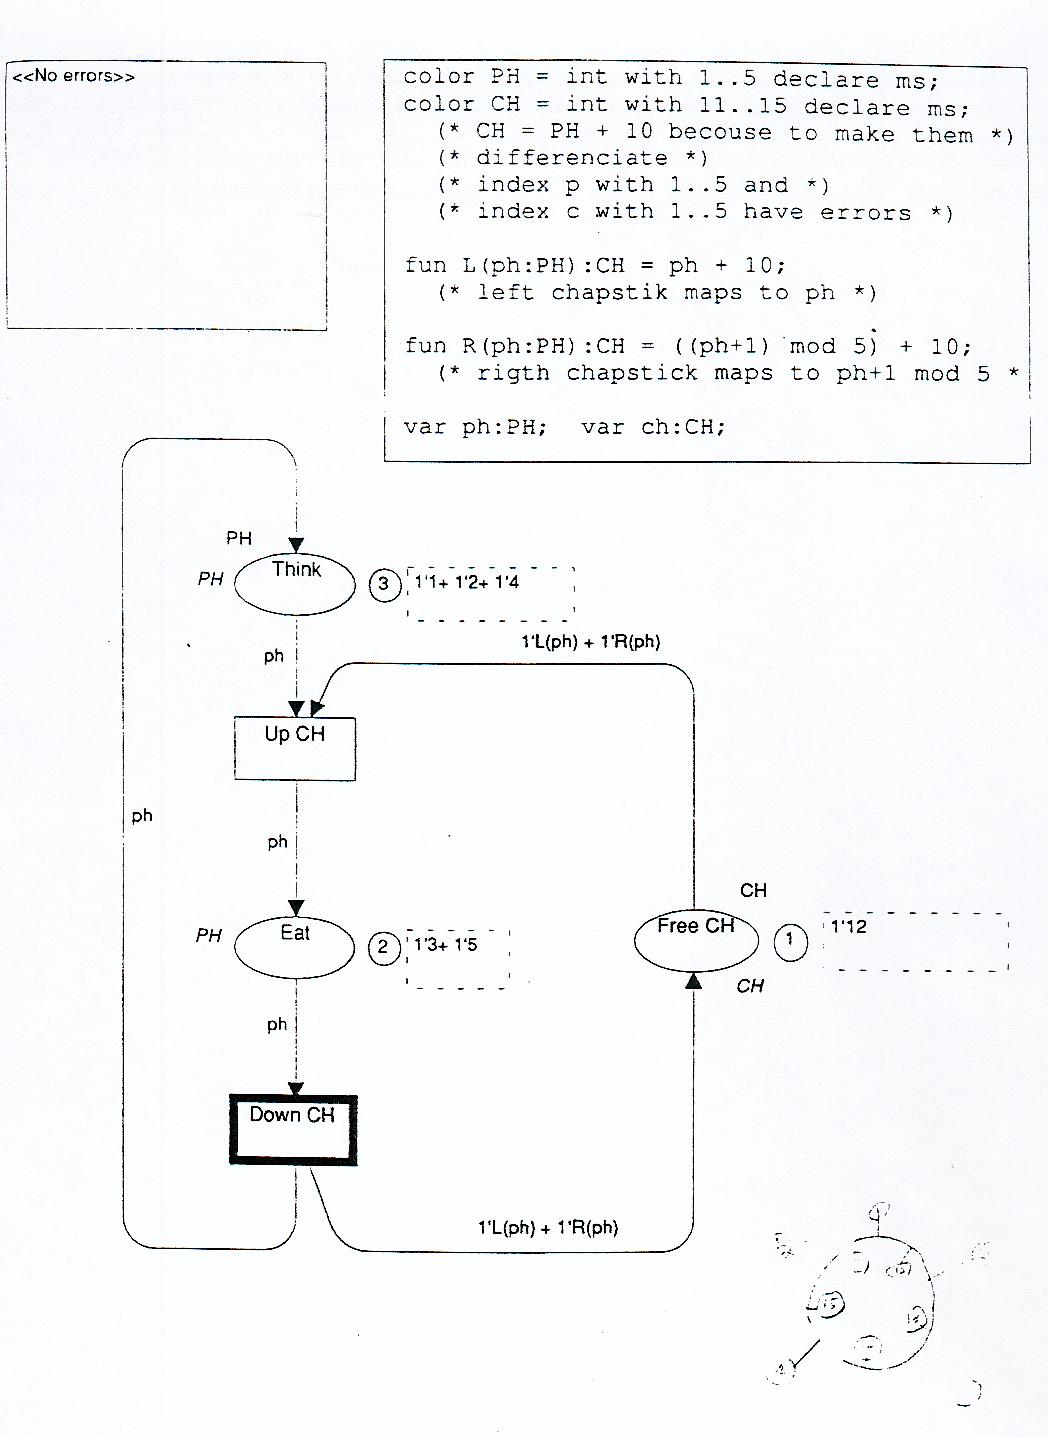 <<No errors>>
color PH = int with 1..5 declare ms;
color CH = int with 11..15 declare ms;
(* CH = PH + 10 becouse to make them *)
(* differenciate *)
(* index p with 1..5 and *)
(* index c with 1..5 have errors *)
fun L(ph:PH):CH = ph + 10;
(* left chapstik maps to ph *)
fun R(ph:PH):CH = ((ph+1) mod 5) + 10;
(* rigth chapstick maps to ph+1 mod 5 *
var ph:PH; var ch:CH;
PH
PH
Think
3
1'1+ 1'2+ 1'4
ph
1'L(ph) + 1'R(ph)
Up CH
ph
ph
CH
PH
Eat
2
1'3+ 1'5
Free CH
1
1'12
CH
ph
Down CH
1'L(ph) + 1'R(ph)
15